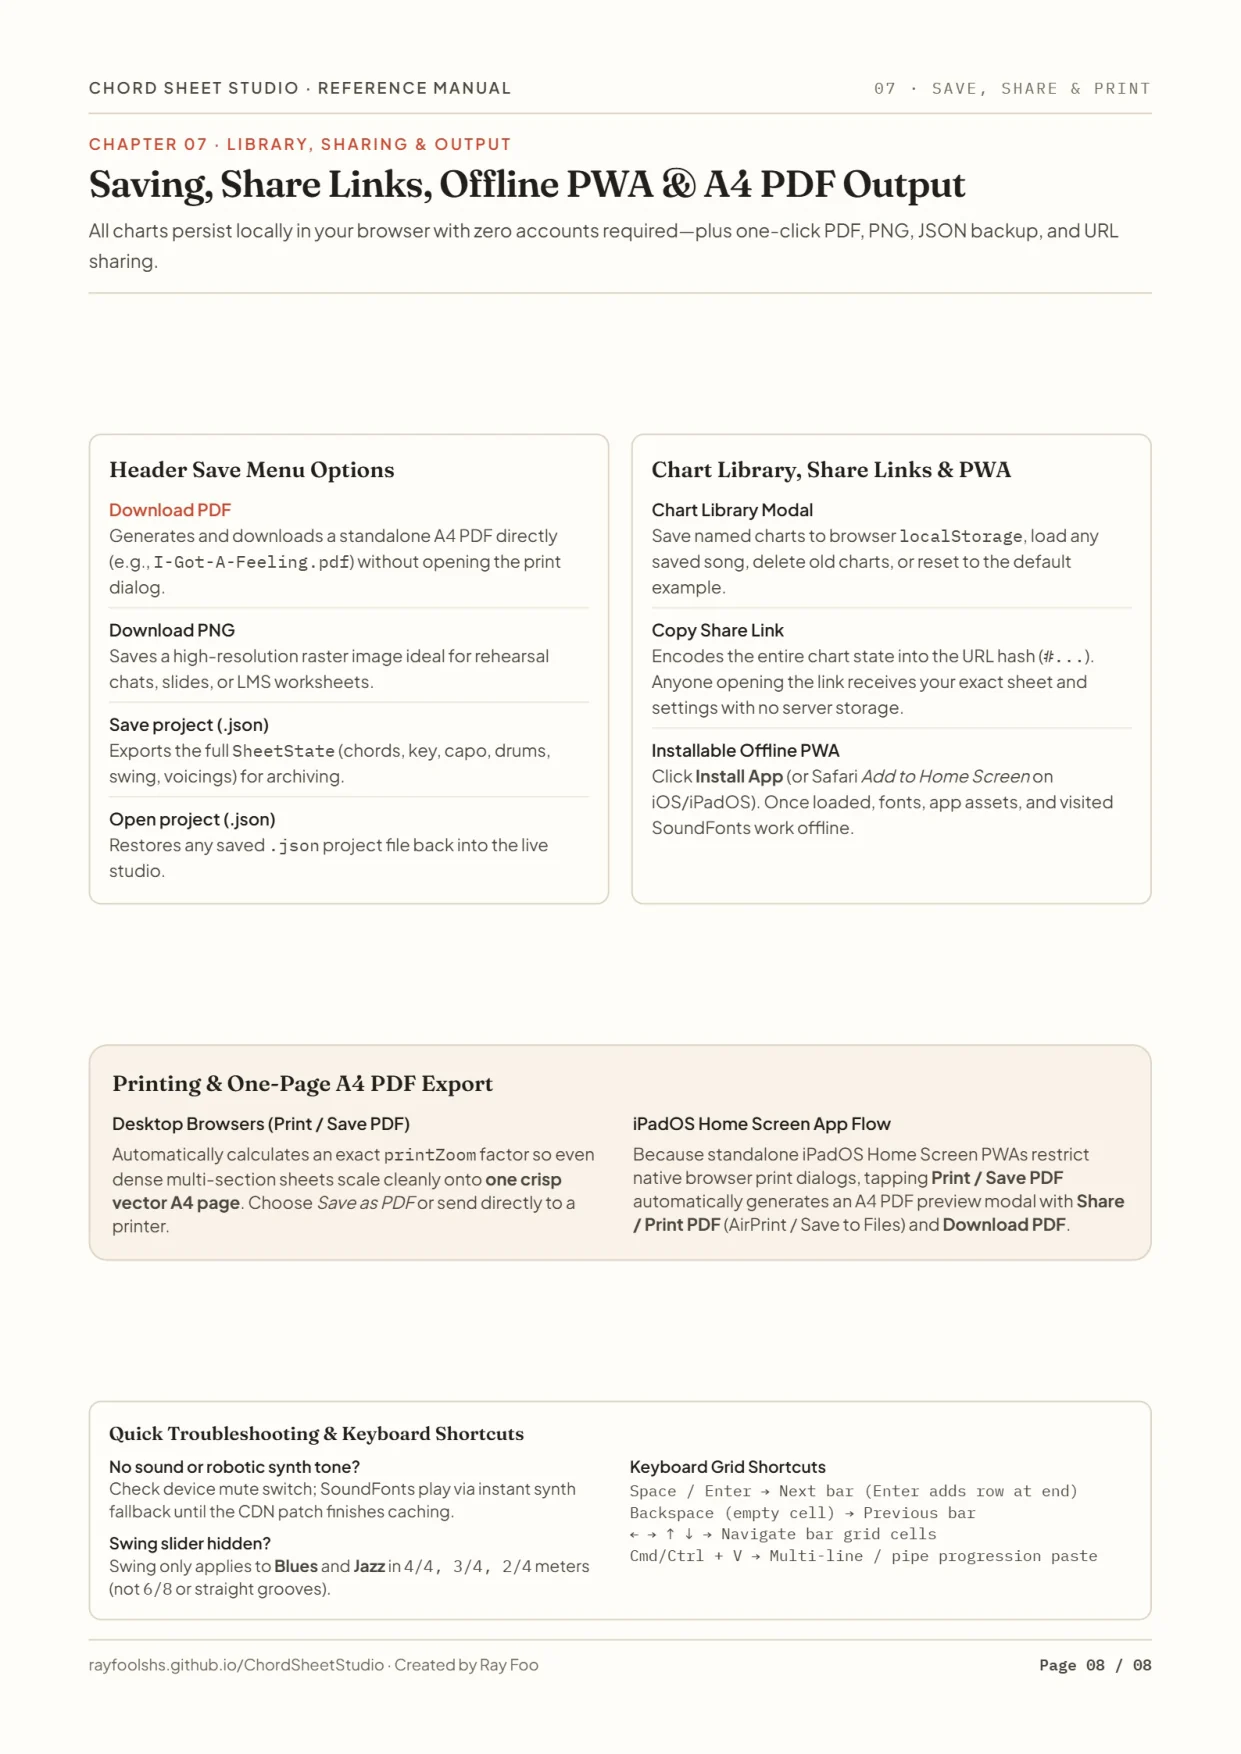 CHORD SHEET STUDIO · REFERENCE MANUAL
07 · SAVE, SHARE & PRINT
CHAPTER 07 · LIBRARY, SHARING & OUTPUT
Saving, Share Links, Offline PWA & A4 PDF Output
All charts persist locally in your browser with zero accounts required—plus one-click PDF, PNG, JSON backup, and URL
sharing.
Header Save Menu Options
Download PDF
Generates and downloads a standalone A4 PDF directly
(e.g., I-Got-A-Feeling.pdf) without opening the print
dialog.
Download PNG
Saves a high-resolution raster image ideal for rehearsal
chats, slides, or LMS worksheets.
Save project (.json)
Exports the full SheetState (chords, key, capo, drums,
swing, voicings) for archiving.
Open project (.json)
Restores any saved .json project file back into the live
studio.
Chart Library, Share Links & PWA
Chart Library Modal
Save named charts to browser localStorage, load any
saved song, delete old charts, or reset to the default
example.
Copy Share Link
Encodes the entire chart state into the URL hash (#...).
Anyone opening the link receives your exact sheet and
settings with no server storage.
Installable Offline PWA
Click Install App (or Safari Add to Home Screen on
iOS/iPadOS). Once loaded, fonts, app assets, and visited
SoundFonts work offline.
Printing & One-Page A4 PDF Export
Desktop Browsers (Print / Save PDF)
Automatically calculates an exact printZoom factor so even
dense multi-section sheets scale cleanly onto one crisp
vector A4 page. Choose Save as PDF or send directly to a
printer.
iPadOS Home Screen App Flow
Because standalone iPadOS Home Screen PWAs restrict
native browser print dialogs, tapping Print / Save PDF
automatically generates an A4 PDF preview modal with Share
/ Print PDF (AirPrint / Save to Files) and Download PDF.
Quick Troubleshooting & Keyboard Shortcuts
No sound or robotic synth tone?
Check device mute switch; SoundFonts play via instant synth
fallback until the CDN patch finishes caching.
Swing slider hidden?
Swing only applies to Blues and Jazz in 4/4, 3/4, 2/4 meters
(not 6/8 or straight grooves).
Keyboard Grid Shortcuts
Space / Enter → Next bar (Enter adds row at end)
Backspace (empty cell) → Previous bar
← → ↑ ↓ → Navigate bar grid cells
Cmd/Ctrl + V → Multi-line / pipe progression paste
rayfoolshs.github.io/ChordSheetStudio · Created by Ray Foo
Page 08 / 08